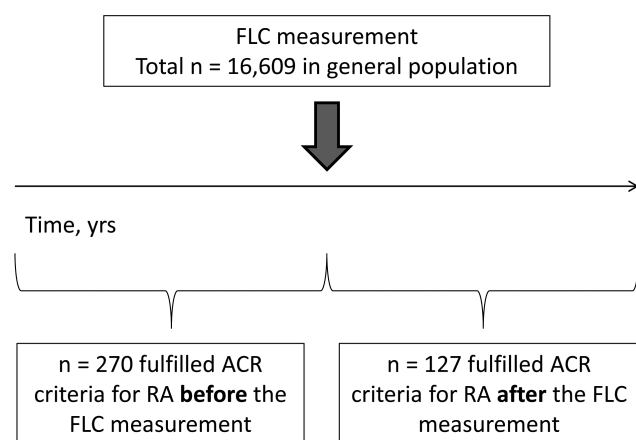 FLC measurement
Total n = 16,609 in general population
Time, yrs
n = 270 fulfilled ACR
criteria for RA before the
FLC measurement
n = 127 fulfilled ACR
criteria for RA after the FLC
measurement